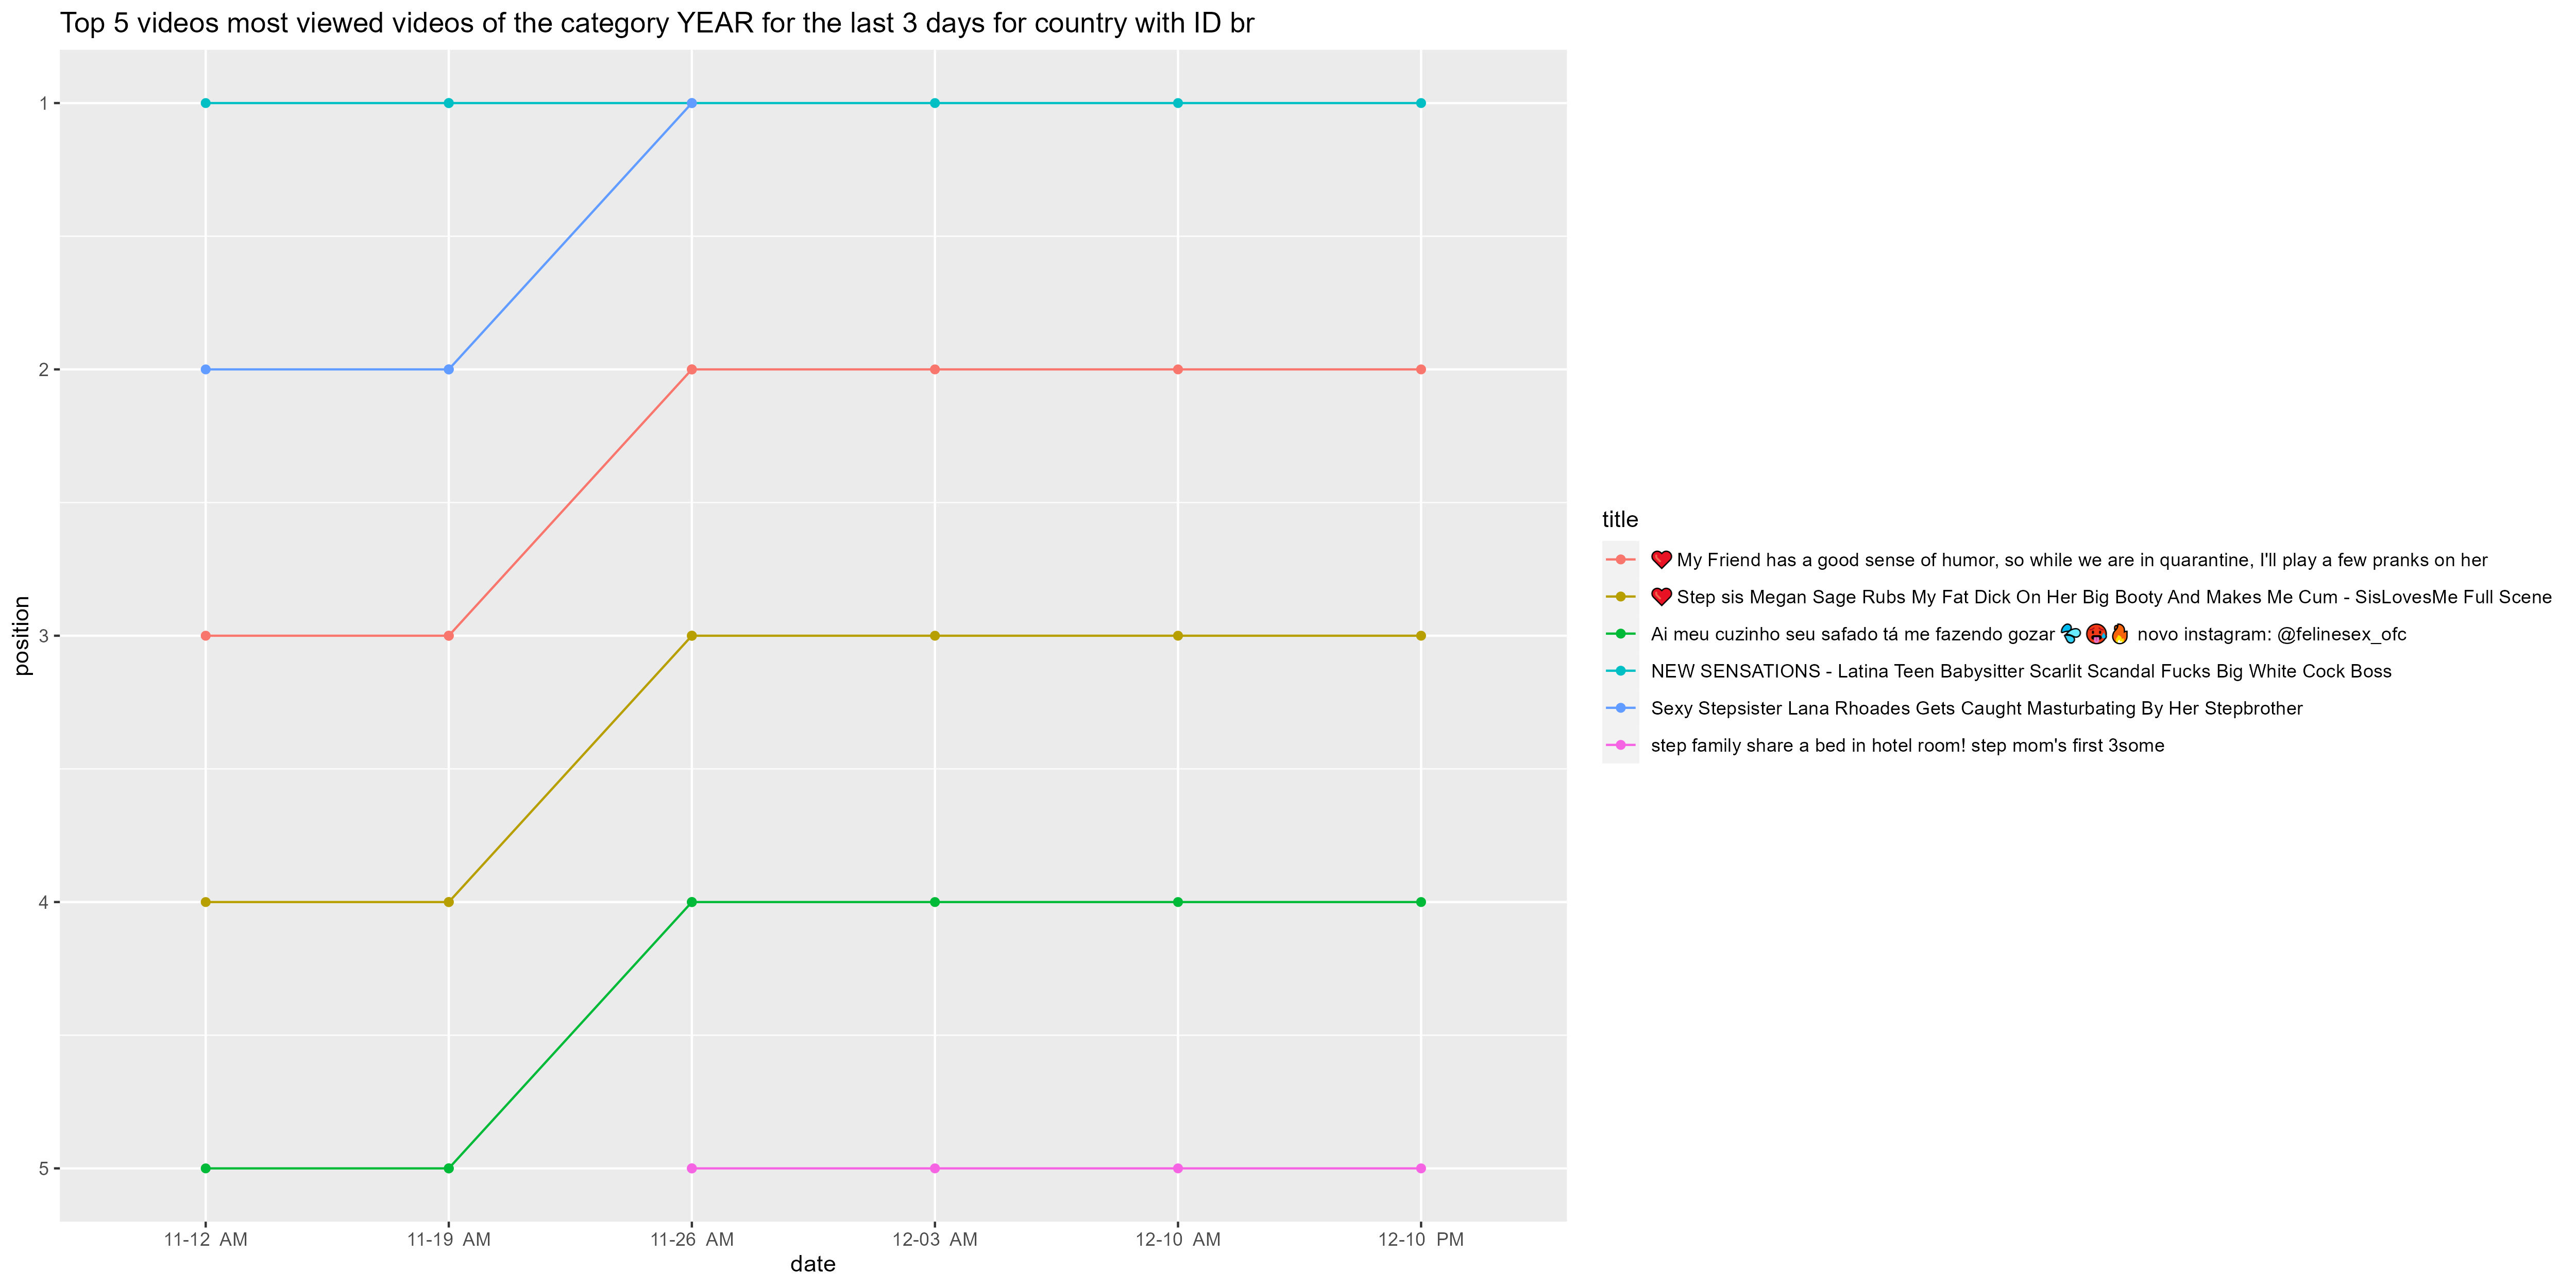 Top 5 videos most viewed videos of the category YEAR for the last 3 days for country with ID br
position
1
2
3
4
5
11-12 AM
11-19 AM
11-26 AM
12-03 AM
12-10 AM
12-10 PM
date
title
❤️ My Friend has a good sense of humor, so while we are in quarantine, I'll play a few pranks on her
❤️ Step sis Megan Sage Rubs My Fat Dick On Her Big Booty And Makes Me Cum - SisLovesMe Full Scene
Ai meu cuzinho seu safado tá me fazendo gozar 💦🥵🔥 novo instagram: @felinesex_ofc
NEW SENSATIONS - Latina Teen Babysitter Scarlit Scandal Fucks Big White Cock Boss
Sexy Stepsister Lana Rhoades Gets Caught Masturbating By Her Stepbrother
step family share a bed in hotel room! step mom's first 3some